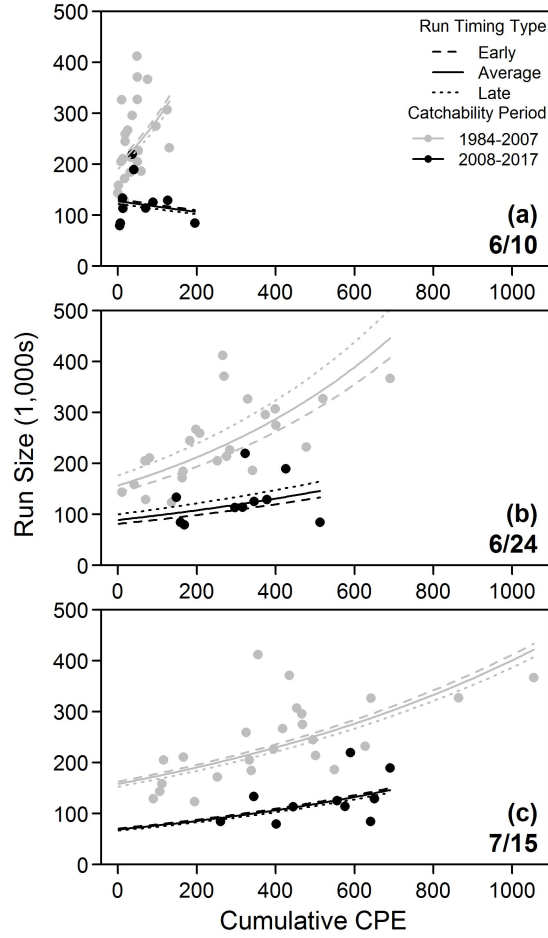 Run Timing Type
Early
Average
Late
Catchability Period
1984-2007
2008-2017
500
400
300
200
100
0
(a)
6/10
0 200 400 600 800 1000
500
400
300
200
100
0
(b)
6/24
0 200 400 600 800 1000
500
400
300
200
100
0
(c)
7/15
0 200 400 600 800 1000
Run Size (1,000s)
Cumulative CPE